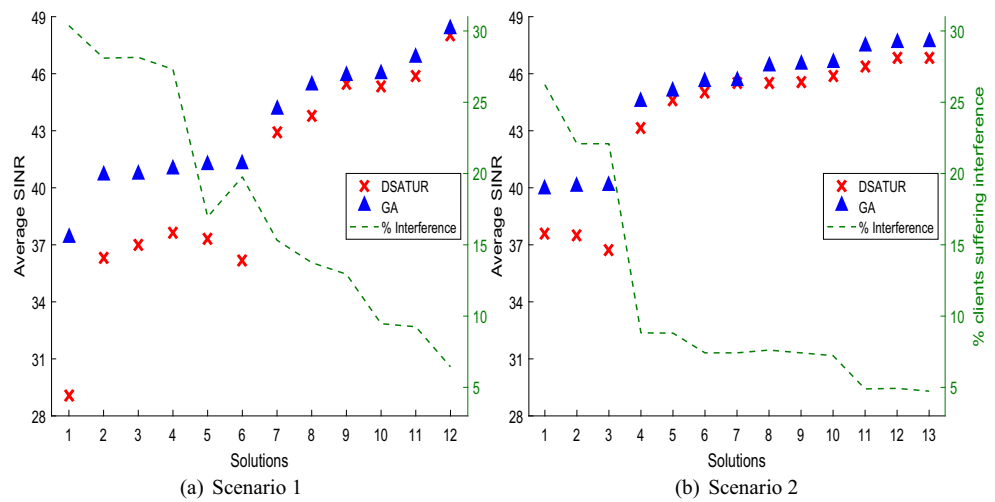 49
46
43
40
37
34
31
28
Average SINR
1 2 3 4 5 6 7 8 9 10 11 12
Solutions
30
25
20
15
10
5
DSATUR
GA
% Interference
(a) Scenario 1
49
46
43
40
37
34
31
28
Average SINR
1 2 3 4 5 6 7 8 9 10 11 12 13
Solutions
30
25
20
15
10
5
% clients suffering interference
DSATUR
GA
% Interference
(b) Scenario 2